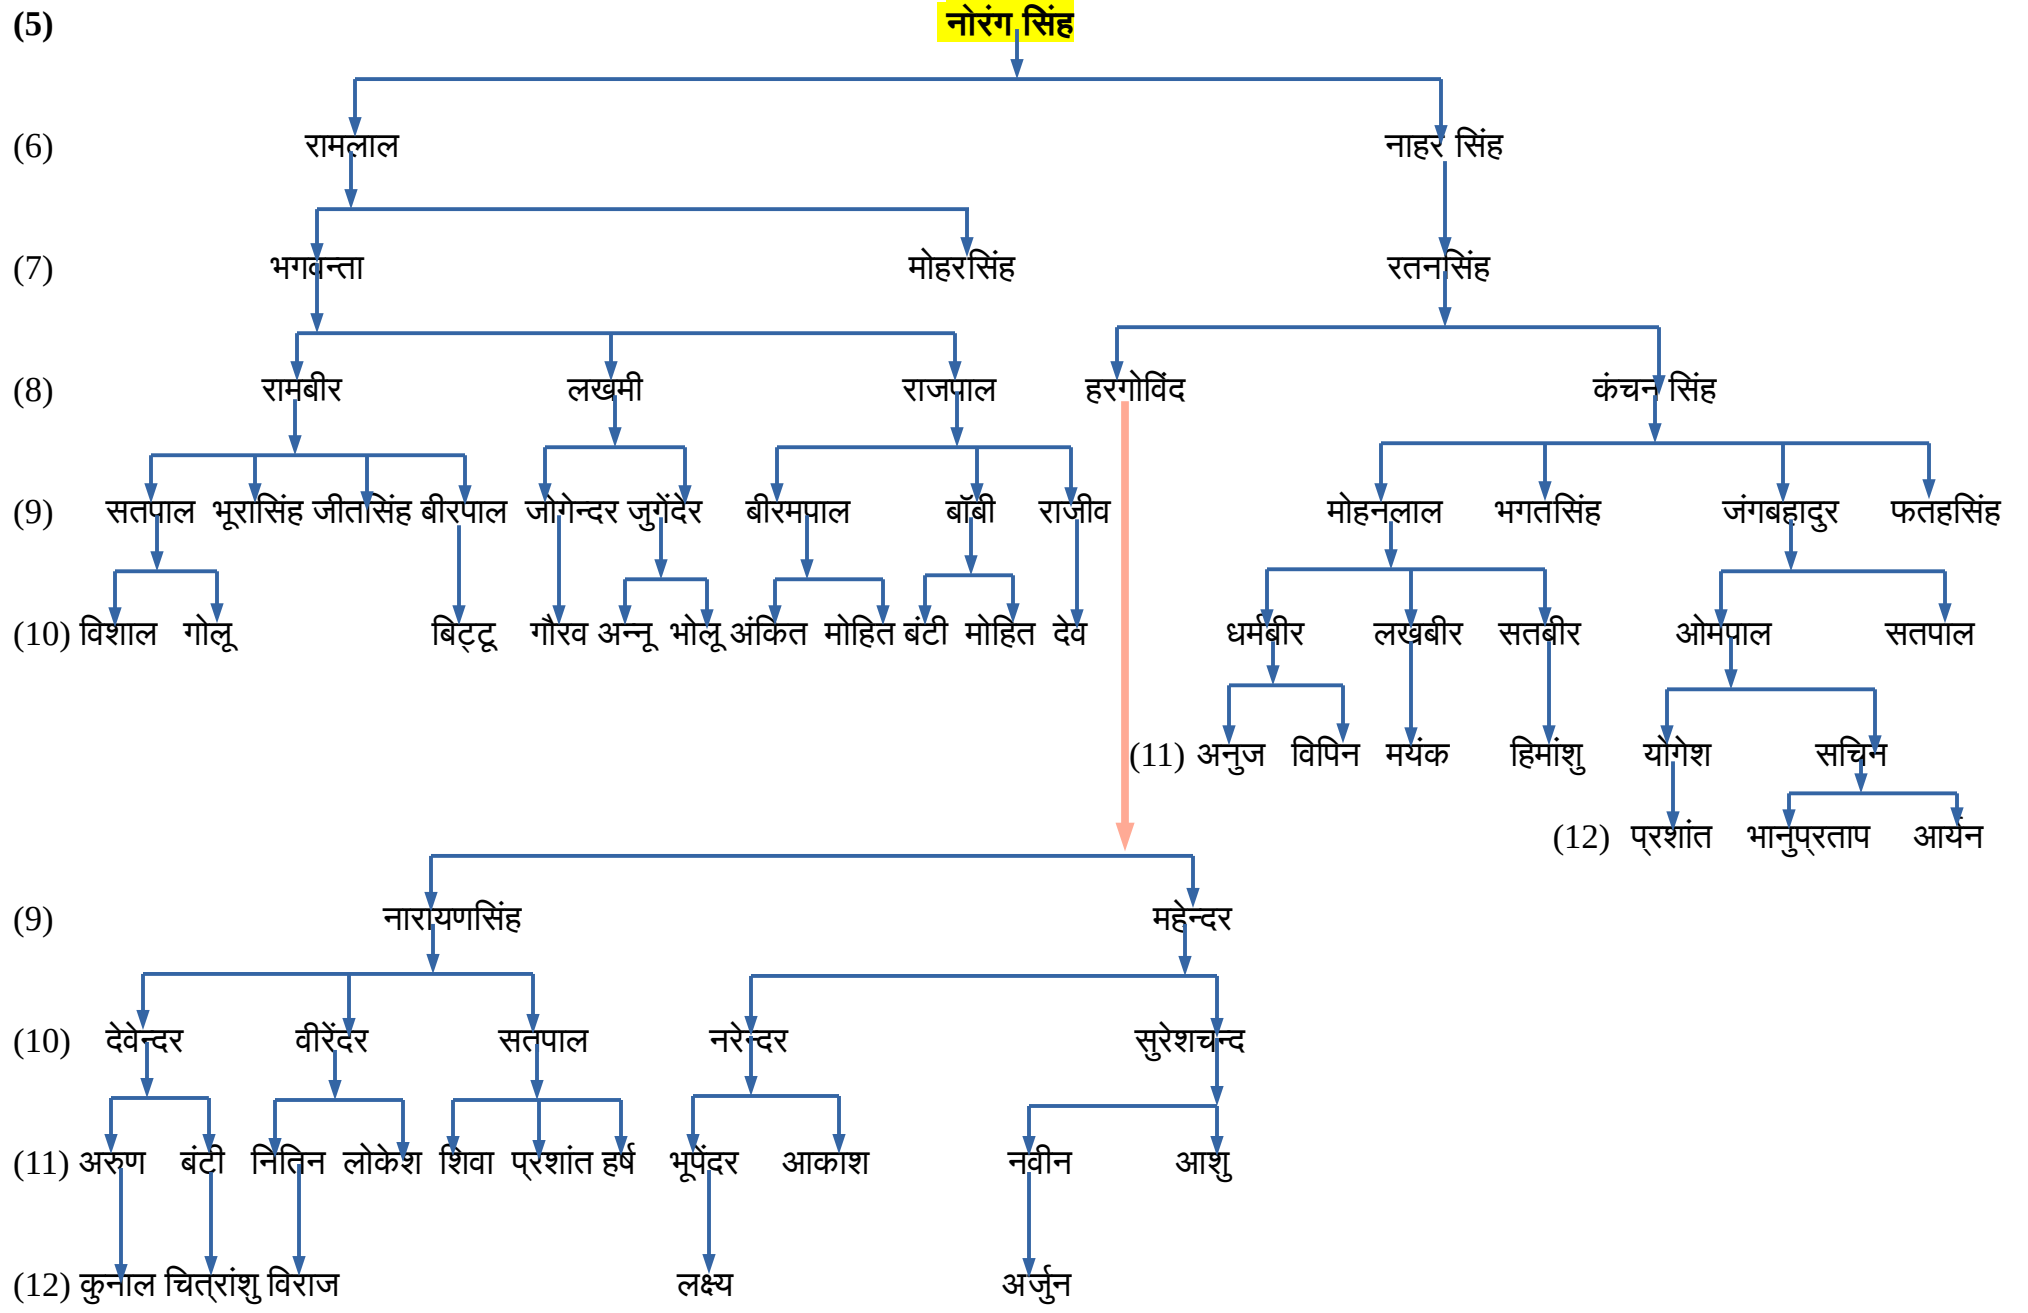 (5) नोरंग सिंह
(6) रामलाल नाहर सिंह
(7) भगवन्ता मोहरसिंह रतनसिंह
(8) रामबीर लखमी राजपाल हरगोविंद कंचन सिंह
(9) सतपाल भूरासिंह जीतसिंह बीरपाल जोगेन्दर जुगेंदर बीरमपाल बॉबी राजीव मोहनलाल भगतसिंह जंगबहादुर फतहसिंह
(10) विशाल गोलू बिट्टू गौरव अन्नू भोलू अंकित मोहित बंटी मोहित देव धर्मबीर लखबीर सतबीर ओमपाल सतपाल
(11) अनुज विपिन मयंक हिमांशु योगेश सचिन
(12) प्रशांत भानुप्रताप आर्यन
(9) नारायणसिंह महेन्दर
(10) देवेन्दर वीरेंदर सतपाल नरेन्दर सुरेशचन्द
(11) अरुण बंटी नितिन लोकेश शिवा प्रशांत हर्ष भूपेंदर आकाश नवीन आशु
(12) कुनाल चित्रांशु विराज लक्ष्य अर्जुन